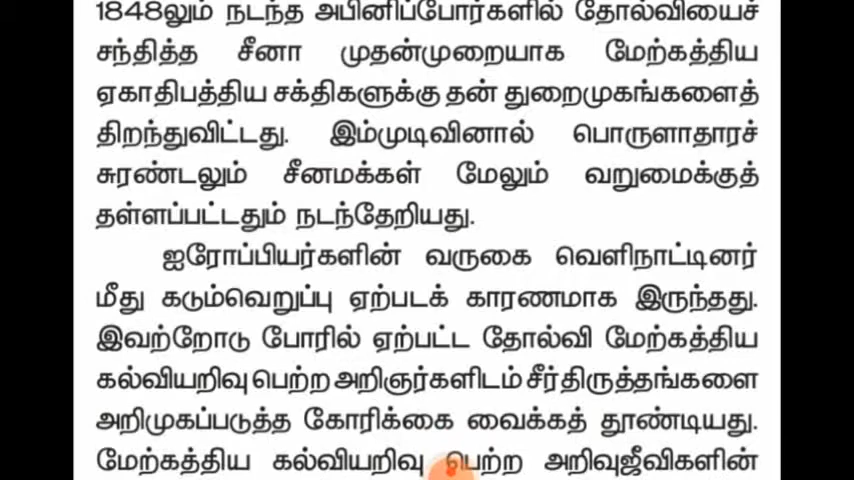 1848லும் நடந்த அபினிப்போர்களில் தோல்வியைச்
சந்தித்த சீனா முதன்முறையாக மேற்கத்திய
ஏகாதிபத்திய சக்திகளுக்கு தன் துறைமுகங்களைத்
திறந்துவிட்டது. இம்முடிவினால் பொருளாதாரச்
சுரண்டலும் சீனமக்கள் மேலும் வறுமைக்குத்
தள்ளப்பட்டதும் நடந்தேறியது.
ஐரோப்பியர்களின் வருகை வெளிநாட்டினர்
மீது கடும்வெறுப்பு ஏற்படக் காரணமாக இருந்தது.
இவற்றோடு போரில் ஏற்பட்ட தோல்வி மேற்கத்திய
கல்வியறிவு பெற்ற அறிஞர்களிடம் சீர்திருத்தங்களை
அறிமுகப்படுத்த கோரிக்கை வைக்கத் தூண்டியது.
மேற்கத்திய கல்வியறிவு பெற்ற அறிவுஜீவிகளின்